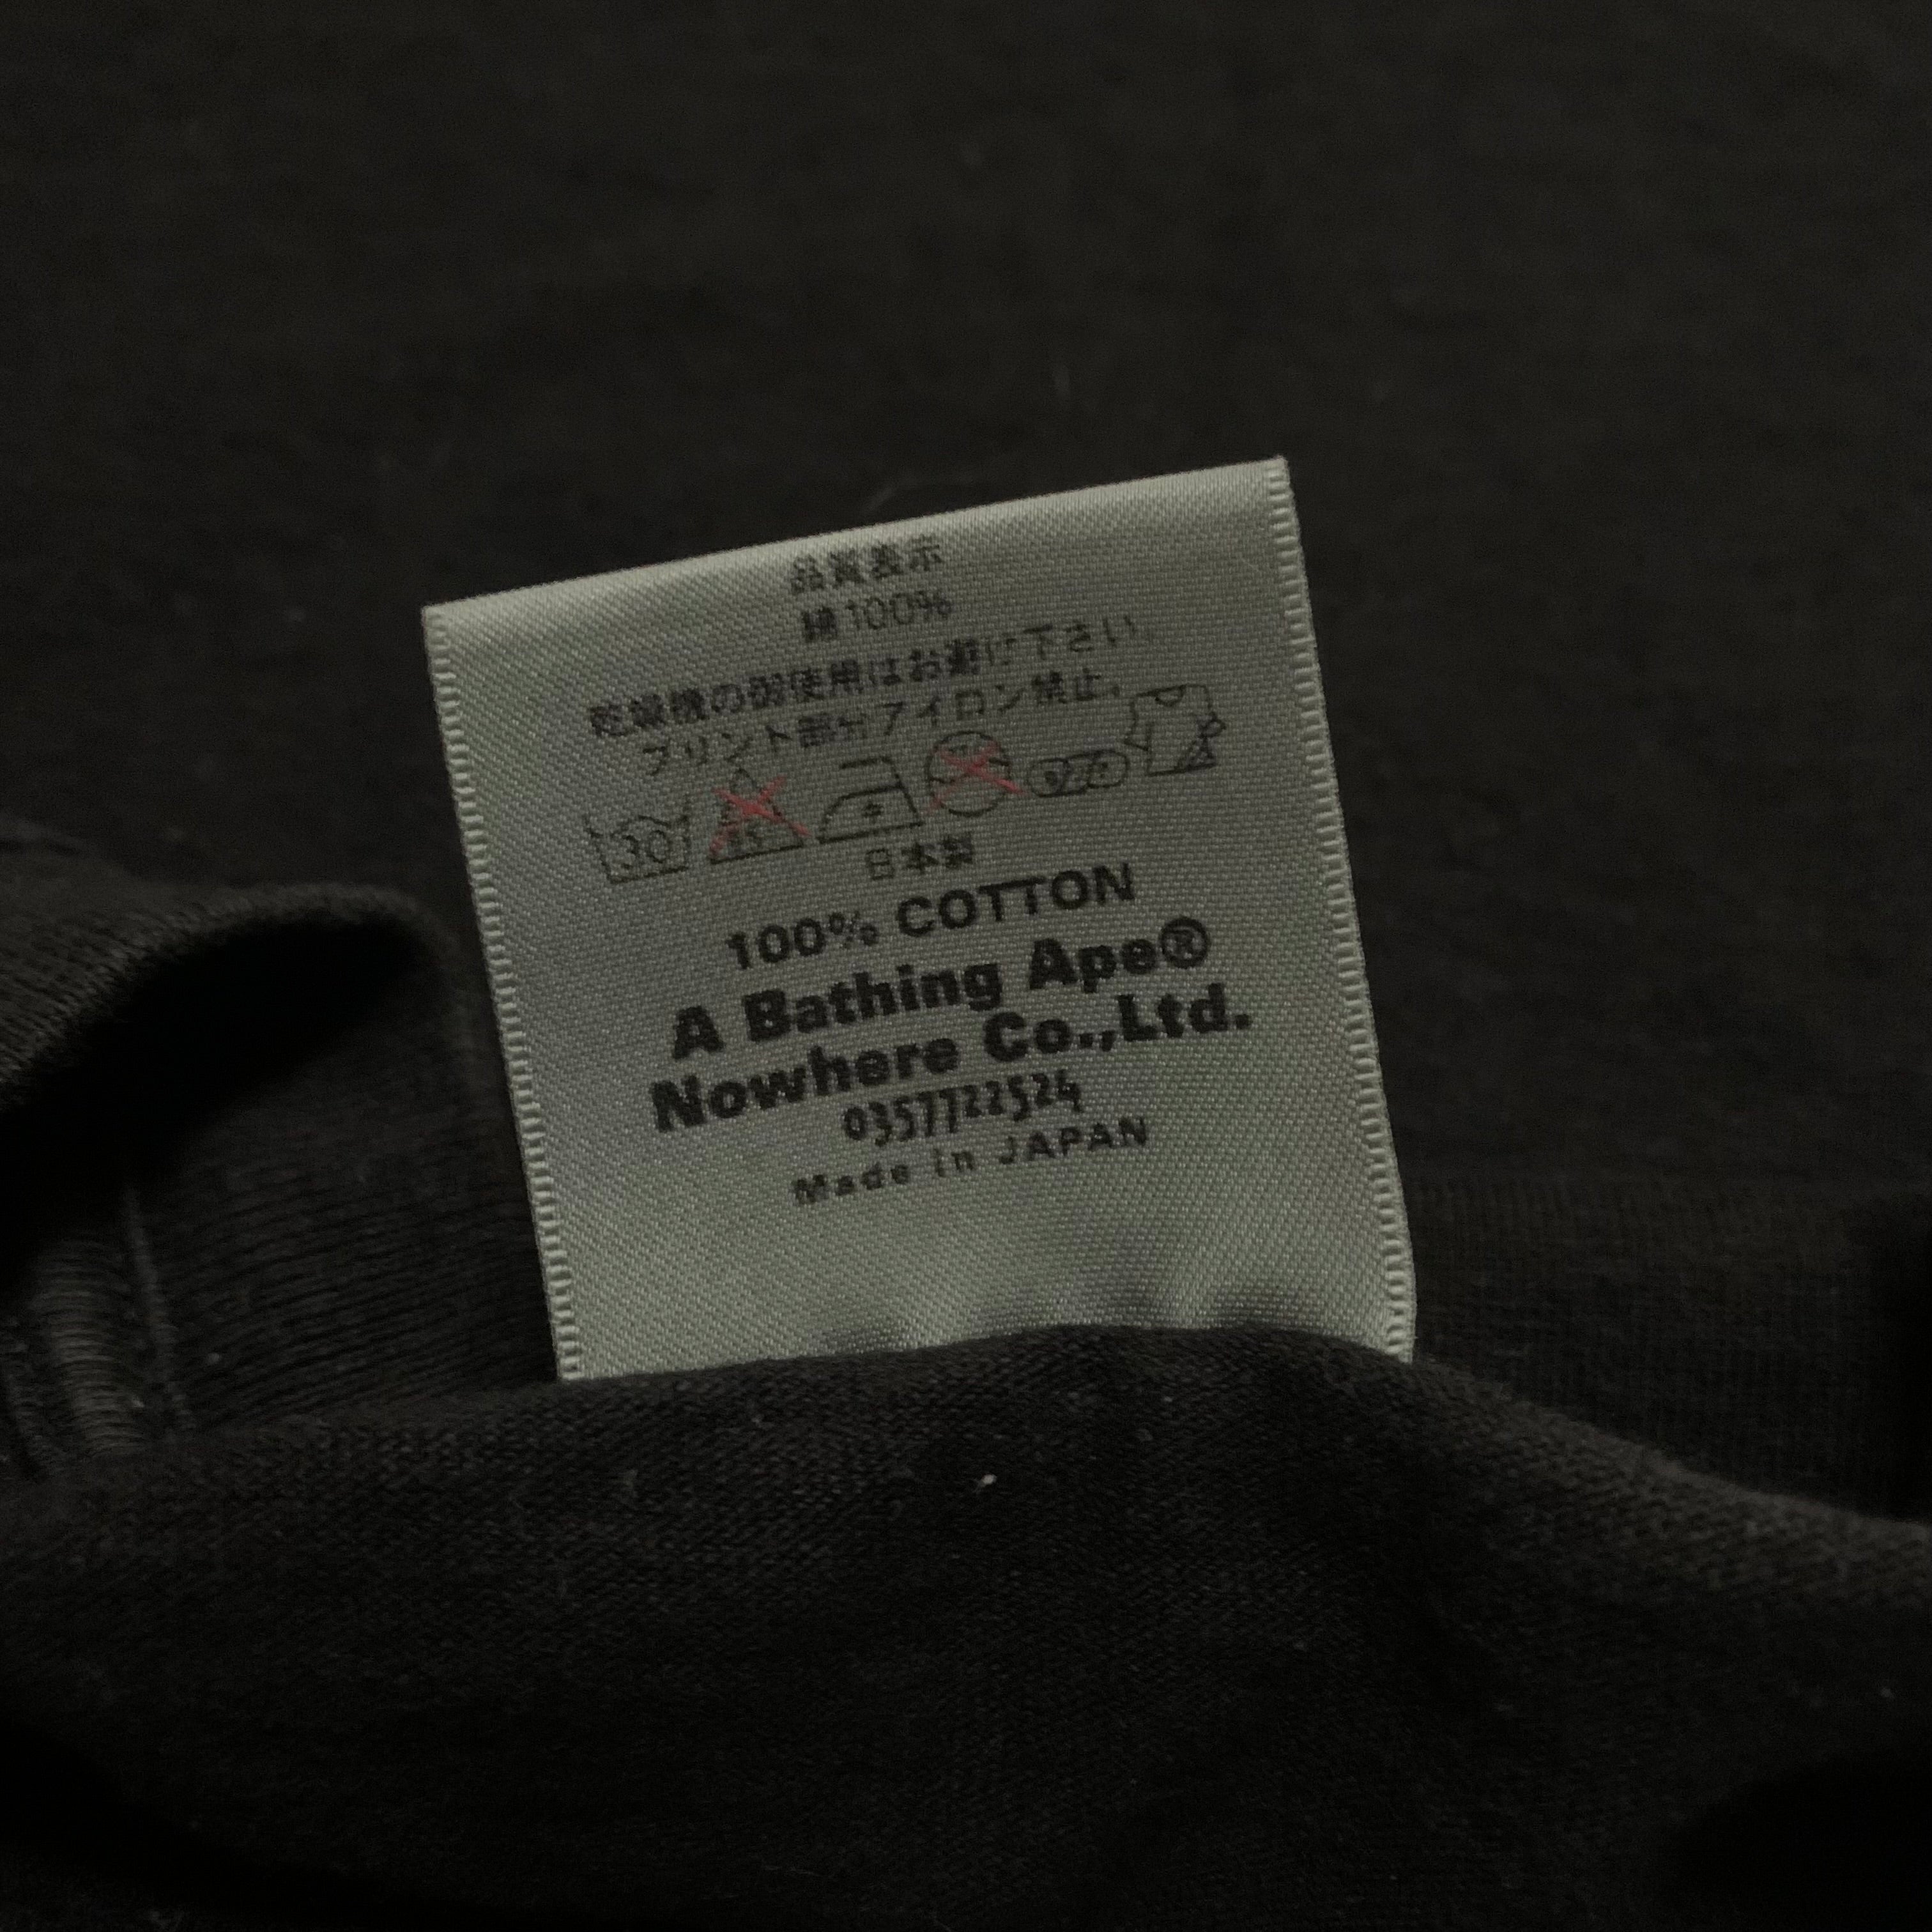 品質表示
綿100%
乾燥機の御使用はお避け下さい。
プリント部分アイロン禁止。
30
日本製
100% COTTON
A Bathing Ape®
Nowhere Co.,Ltd.
0357722524
Made in JAPAN